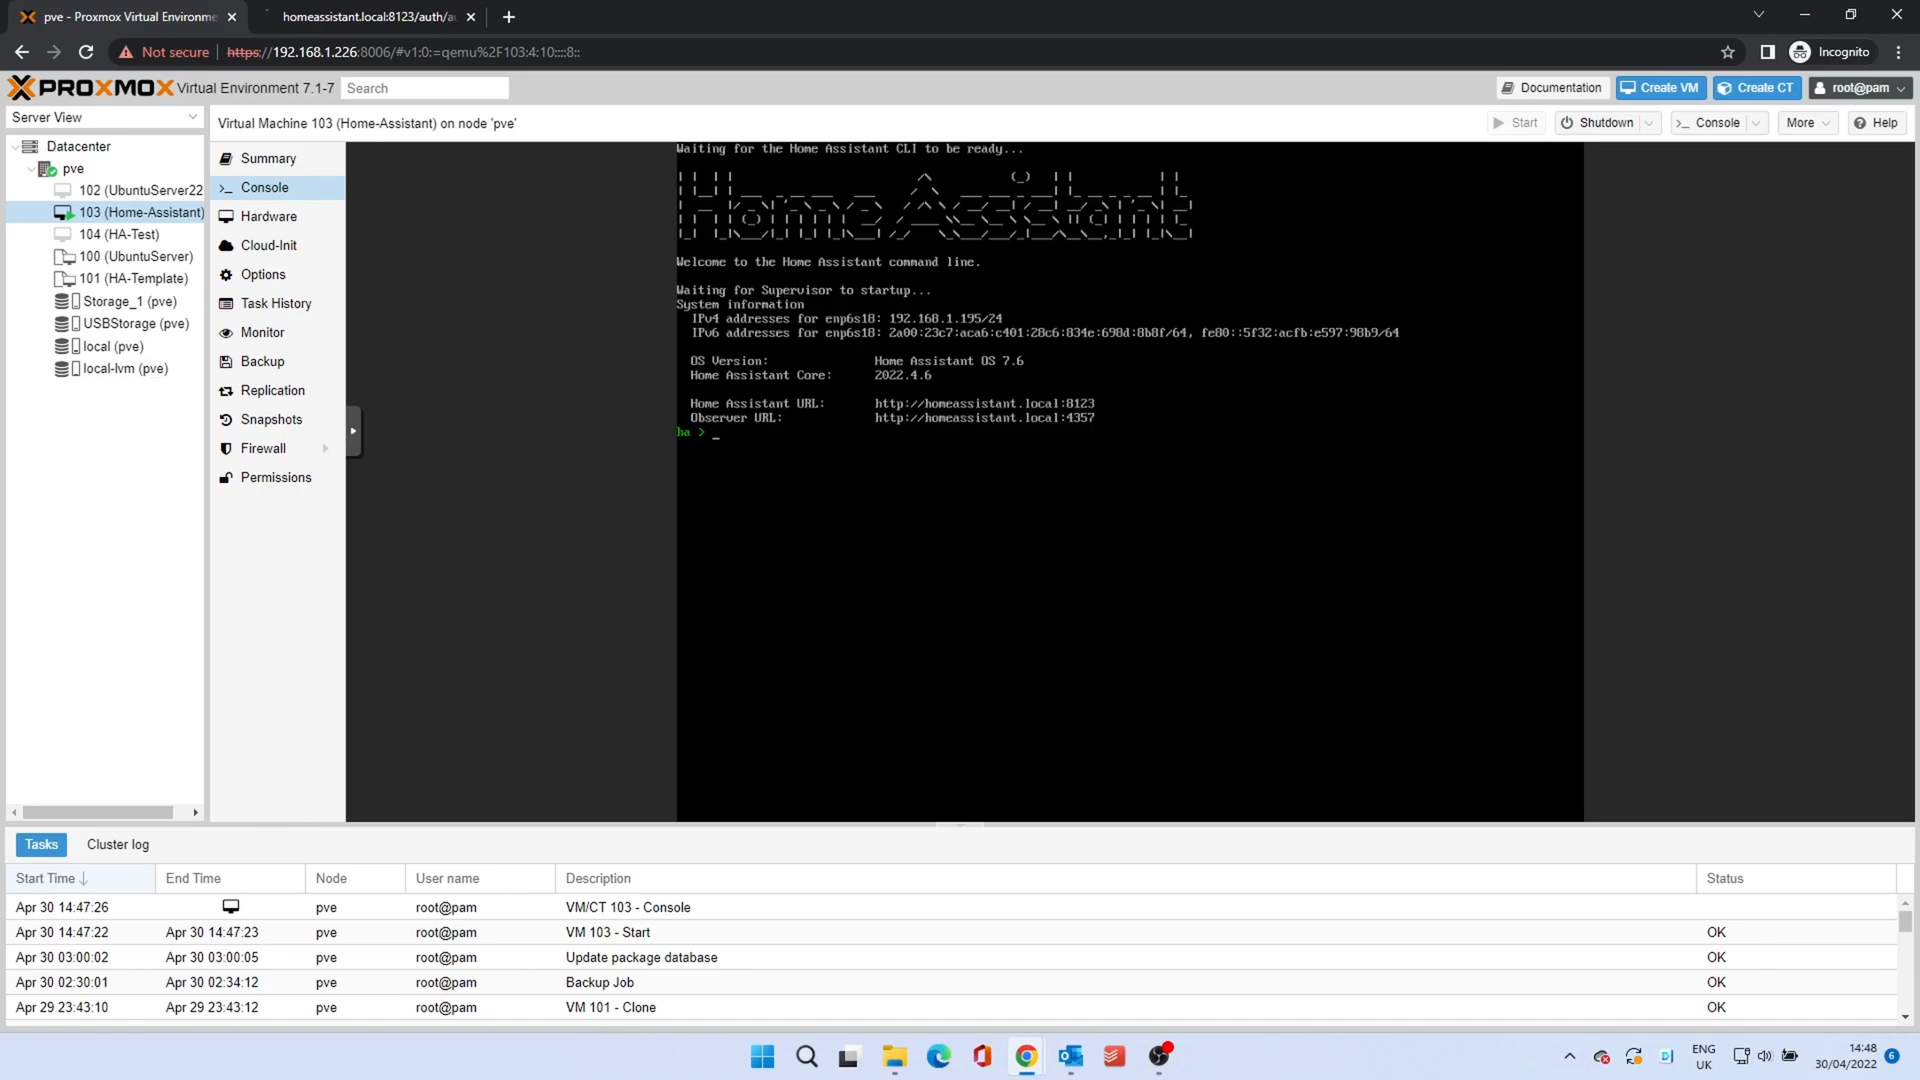 pve - Proxmox Virtual Environme
homeassistant.local:8123/auth/a
Not secure
https://192.168.1.226:8006/#v1:0:=qemu%2F103:4:10::::8::
Incognito
PROXMOX Virtual Environment 7.1-7
Search
Documentation
Create VM
Create CT
root@pam
Server View
Virtual Machine 103 (Home-Assistant) on node 'pve'
Start
Shutdown
Console
More
Help
Datacenter
pve
102 (UbuntuServer22
103 (Home-Assistant)
104 (HA-Test)
100 (UbuntuServer)
101 (HA-Template)
Storage_1 (pve)
USBStorage (pve)
local (pve)
local-lvm (pve)
Summary
Console
Hardware
Cloud-Init
Options
Task History
Monitor
Backup
Replication
Snapshots
Firewall
Permissions
Waiting for the Home Assistant CLI to be ready...
Home Assistant
Welcome to the Home Assistant command line.
Waiting for Supervisor to startup...
System information
IPv4 addresses for enp6s18: 192.168.1.195/24
IPv6 addresses for enp6s18: 2a00:23c7:aca6:c401:28c6:834e:698d:8b8f/64, fe80::5f32:acfb:e597:98b9/64
OS Version: Home Assistant OS 7.6
Home Assistant Core: 2022.4.6
Home Assistant URL: http://homeassistant.local:8123
Observer URL: http://homeassistant.local:4357
ha > _
Tasks
Cluster log
Start Time End Time Node User name Description Status
Apr 30 14:47:26 pve root@pam VM/CT 103 - Console
Apr 30 14:47:22 Apr 30 14:47:23 pve root@pam VM 103 - Start OK
Apr 30 03:00:02 Apr 30 03:00:05 pve root@pam Update package database OK
Apr 30 02:30:01 Apr 30 02:34:12 pve root@pam Backup Job OK
Apr 29 23:43:10 Apr 29 23:43:12 pve root@pam VM 101 - Clone OK
ENG
UK
14:48
30/04/2022
6